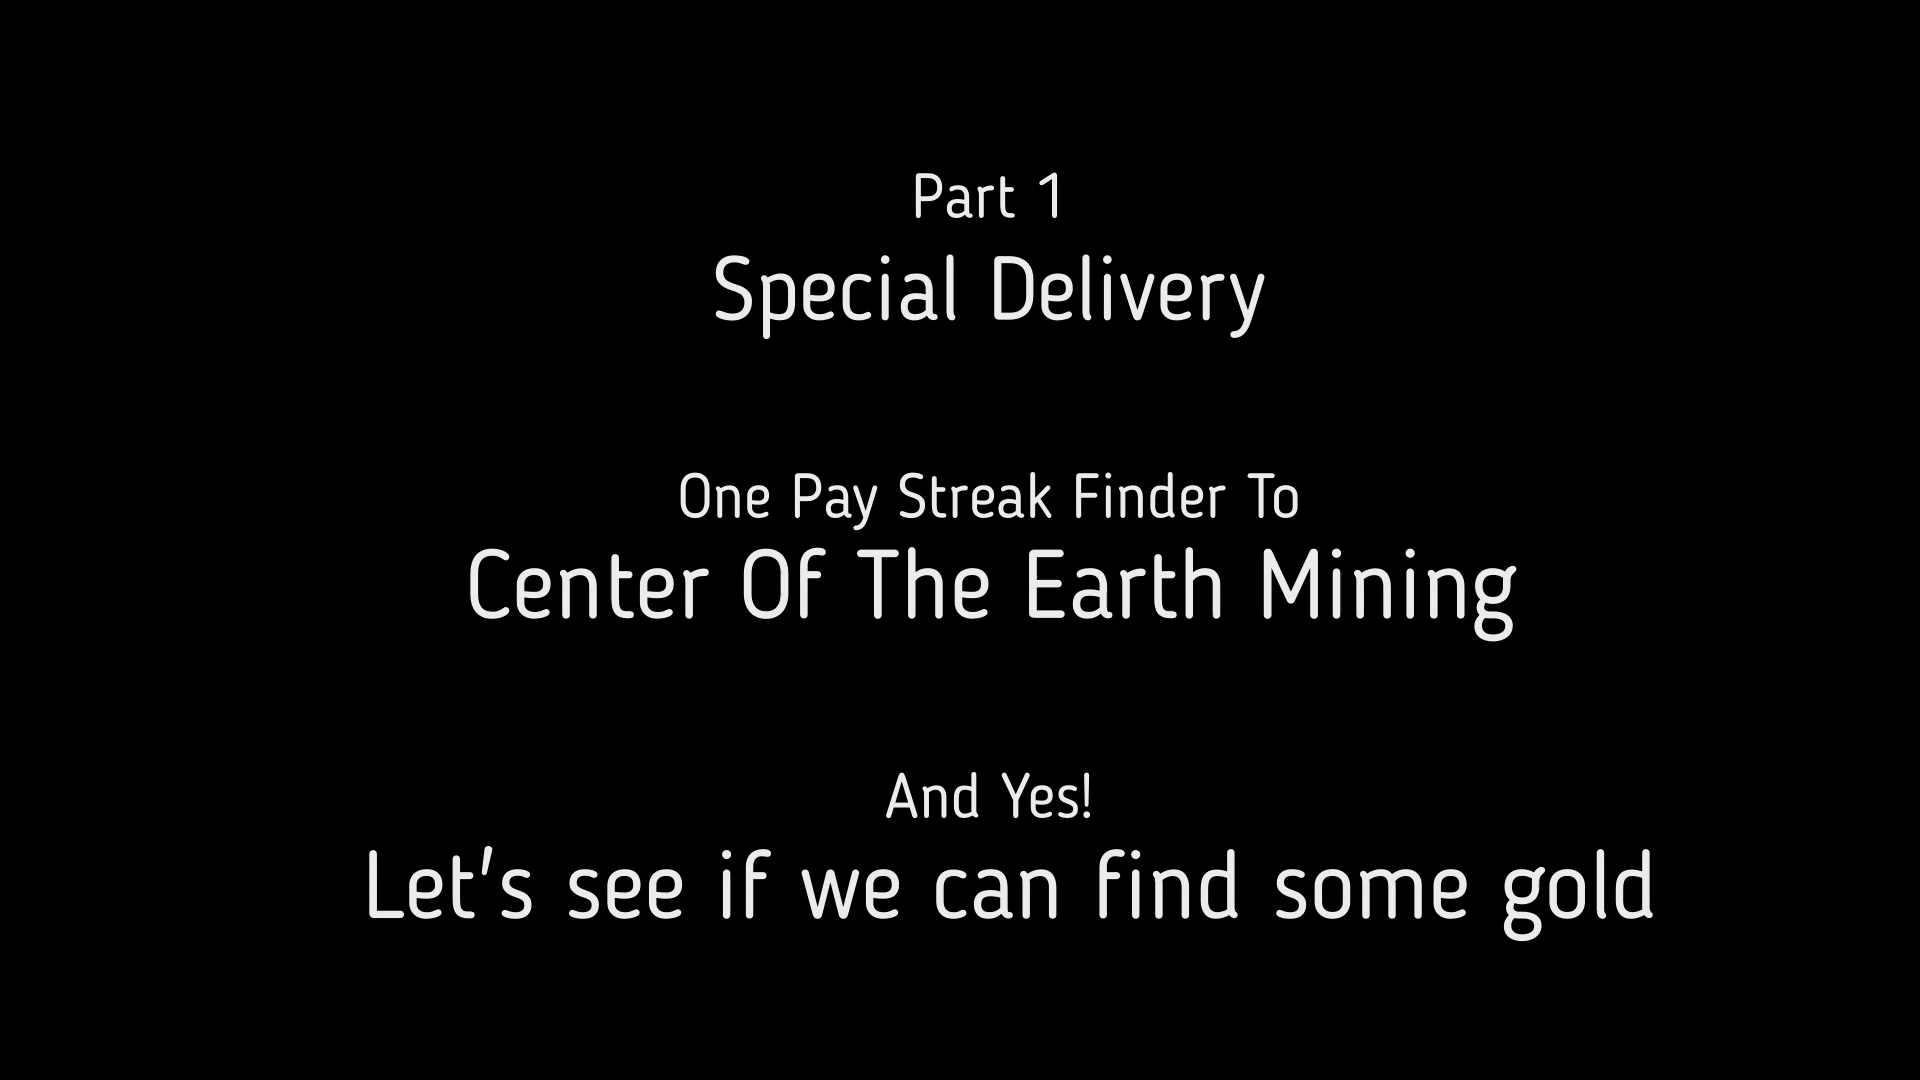 Part 1
Special Delivery
One Pay Streak Finder To
Center Of The Earth Mining
And Yes!
Let's see if we can find some gold